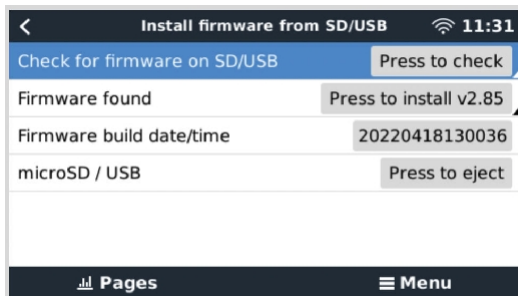 Install firmware from SD/USB 11:31
Check for firmware on SD/USB Press to check
Firmware found Press to install v2.85
Firmware build date/time 20220418130036
microSD / USB Press to eject
Pages Menu